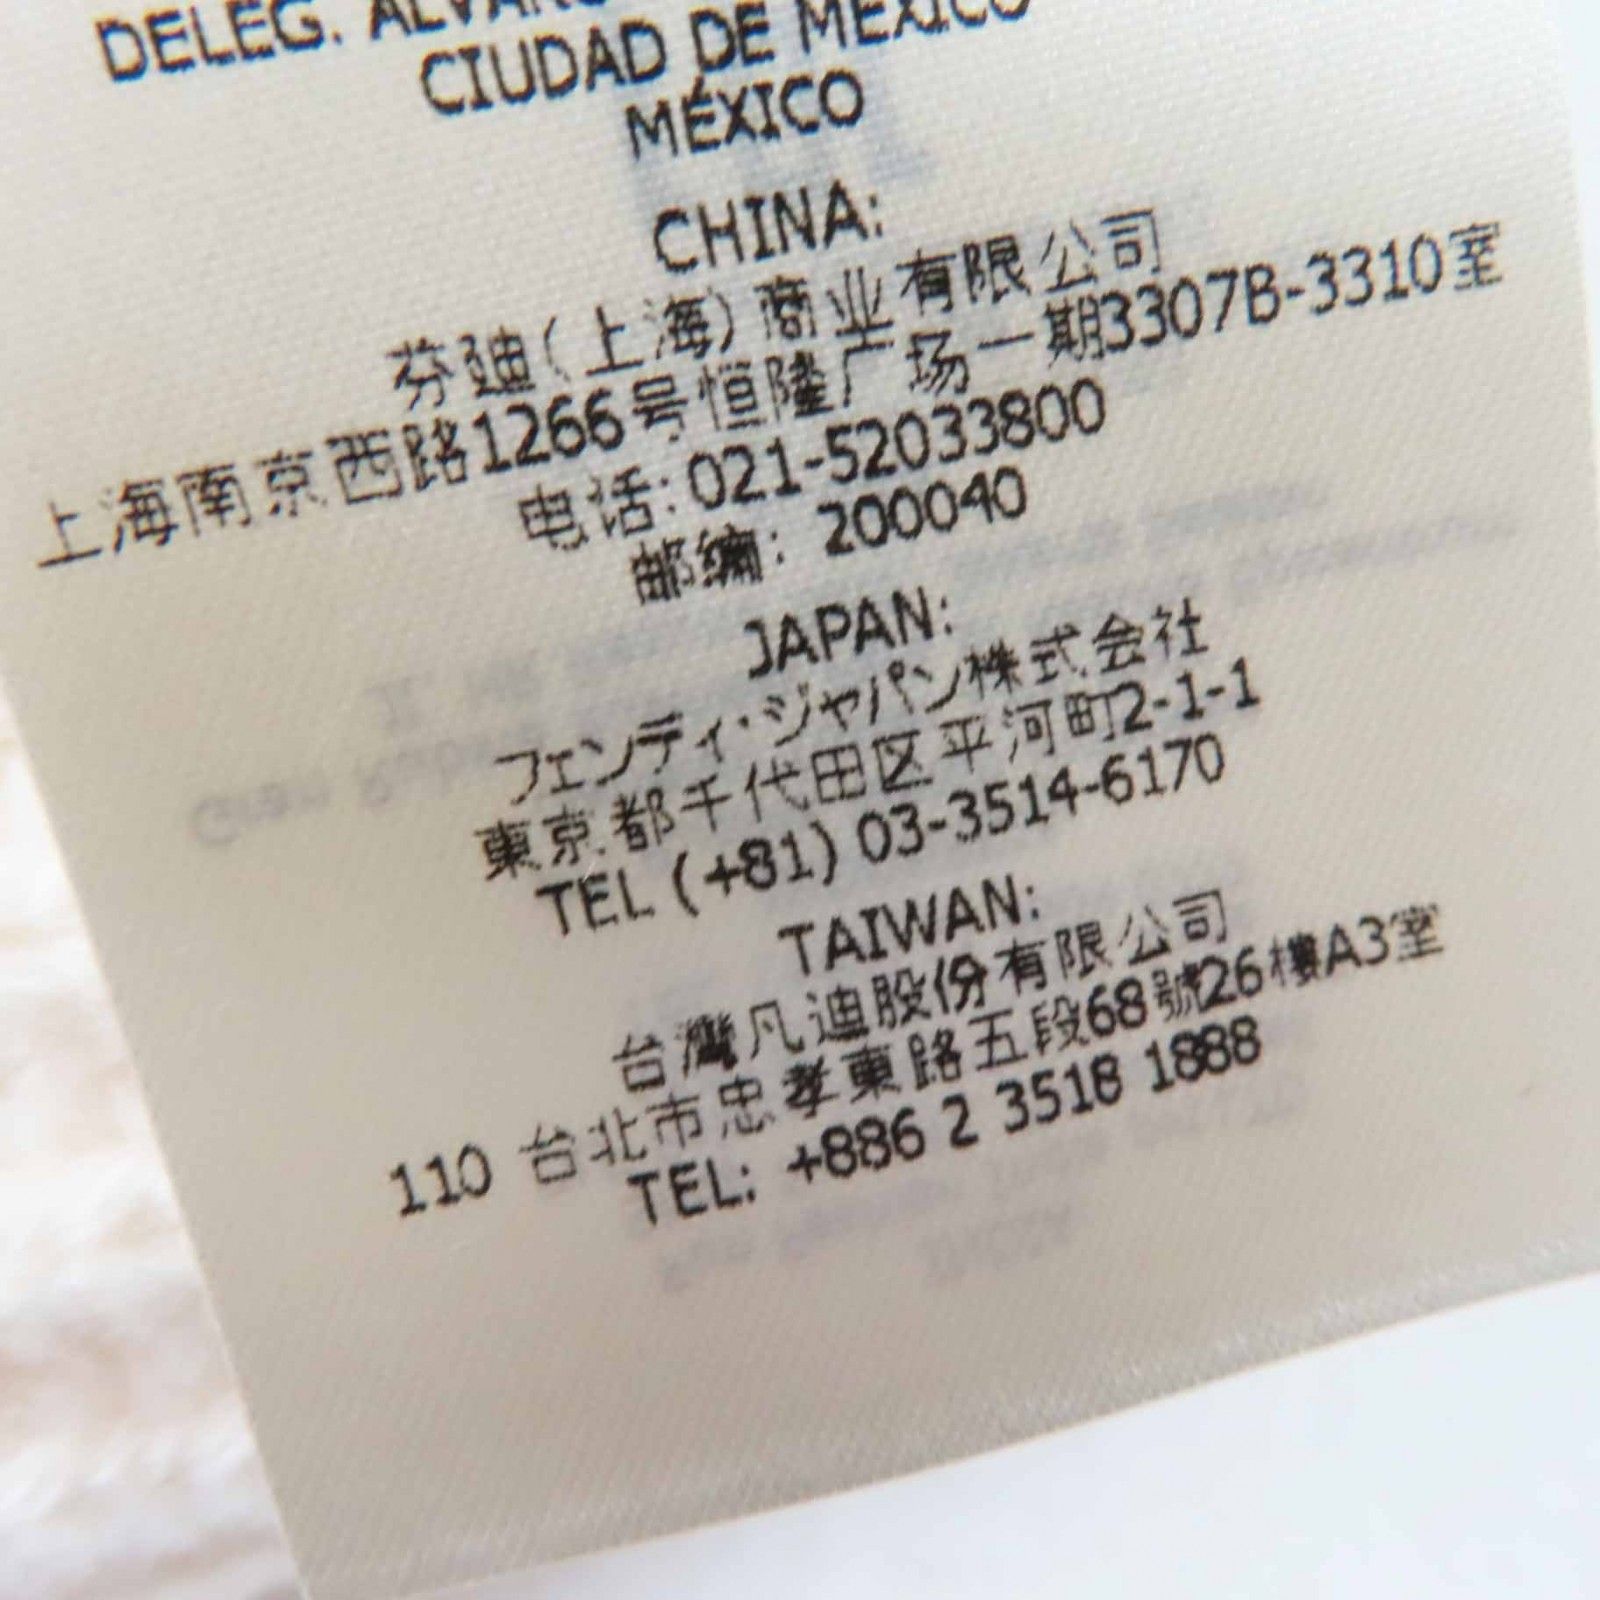 DELEG. ALVARO
CIUDAD DE MÉXICO
MÉXICO
CHINA:
芬迪(上海)商业有限公司
上海南京西路1266号恒隆广场一期3307B-3310室
电话: 021-52033800
邮编: 200040
JAPAN:
フェンディ・ジャパン株式会社
東京都千代田区平河町2-1-1
TEL (+81) 03-3514-6170
TAIWAN:
台灣凡迪股份有限公司
110 台北市忠孝東路五段68號26樓A3室
TEL: +886 2 3518 1888